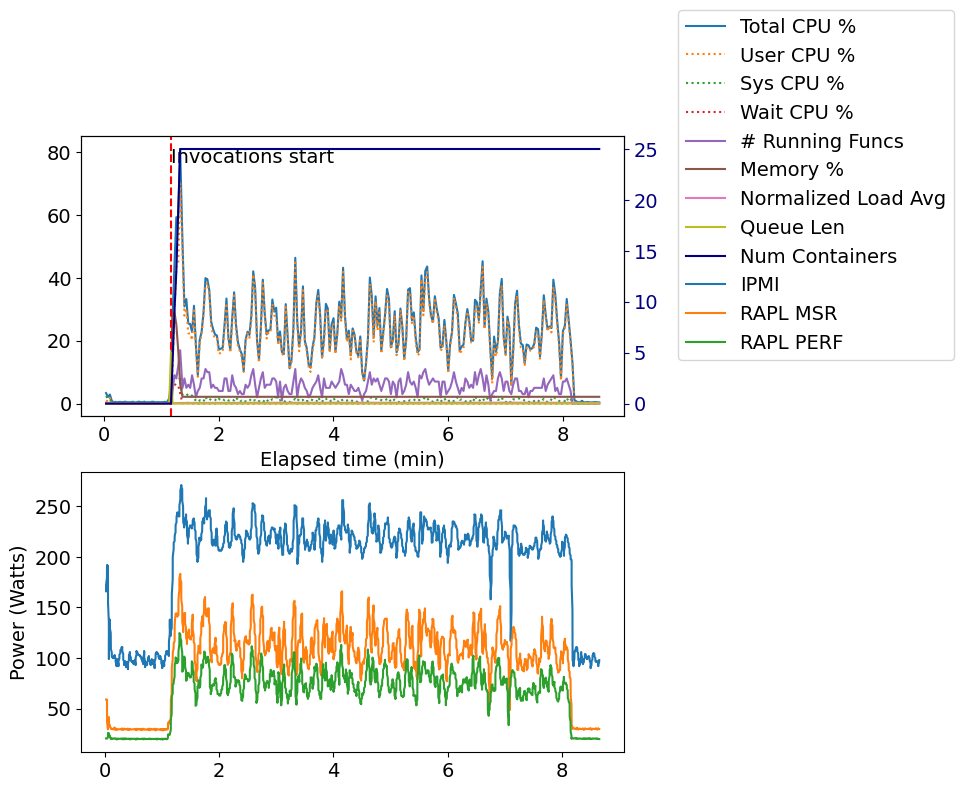 Total CPU %
User CPU %
Sys CPU %
Wait CPU %
# Running Funcs
Memory %
Normalized Load Avg
Queue Len
Num Containers
IPMI
RAPL MSR
RAPL PERF
Invocations start
80
60
40
20
0
25
20
15
10
5
0
0 2 4 6 8
Elapsed time (min)
Power (Watts)
250
200
150
100
50
0 2 4 6 8